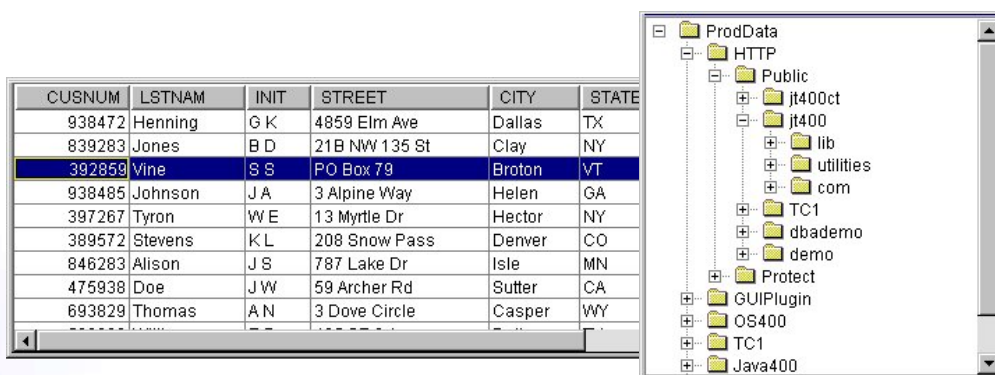 CUSNUM LSTNAM INIT STREET CITY STATE
938472 Henning G K 4859 Elm Ave Dallas TX
839283 Jones B D 21B NW 135 St Clay NY
392859 Vine S S PO Box 79 Broton VT
938485 Johnson J A 3 Alpine Way Helen GA
397267 Tyron W E 13 Myrtle Dr Hector NY
389572 Stevens K L 208 Snow Pass Denver CO
846283 Alison J S 787 Lake Dr Isle MN
475938 Doe J W 59 Archer Rd Sutter CA
693829 Thomas A N 3 Dove Circle Casper WY
ProdData
HTTP
Public
jt400ct
jt400
lib
utilities
com
TC1
dbademo
demo
Protect
GUIPlugin
OS400
TC1
Java400